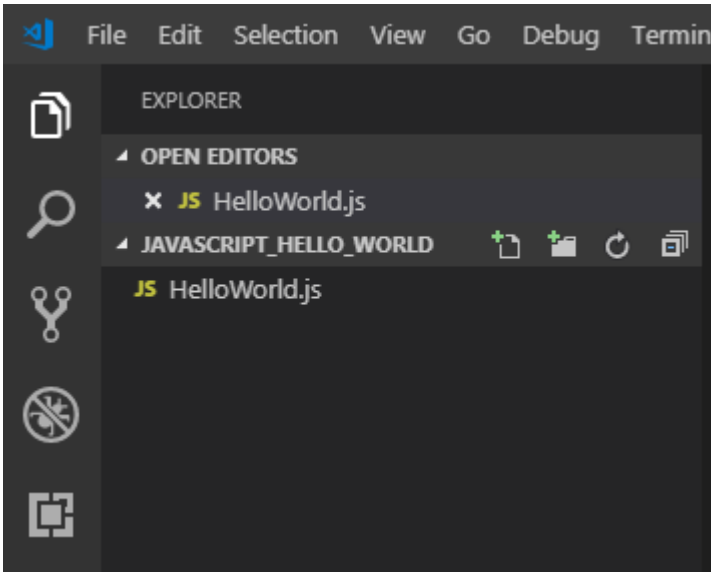 File Edit Selection View Go Debug Termin
EXPLORER
OPEN EDITORS
JS HelloWorld.js
JAVASCRIPT_HELLO_WORLD
JS HelloWorld.js